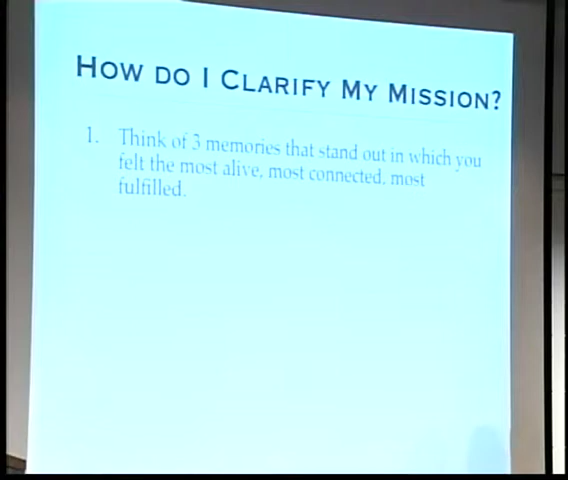 How do I Clarify My Mission?
1. Think of 3 memories that stand out in which you
felt the most alive, most connected, most
fulfilled.